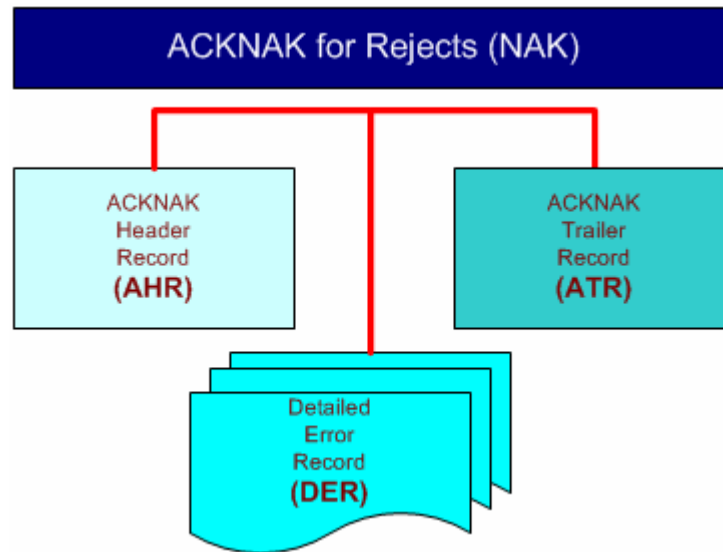 ACKNAK for Rejects (NAK)
ACKNAK
Header
Record
(AHR)
ACKNAK
Trailer
Record
(ATR)
Detailed
Error
Record
(DER)